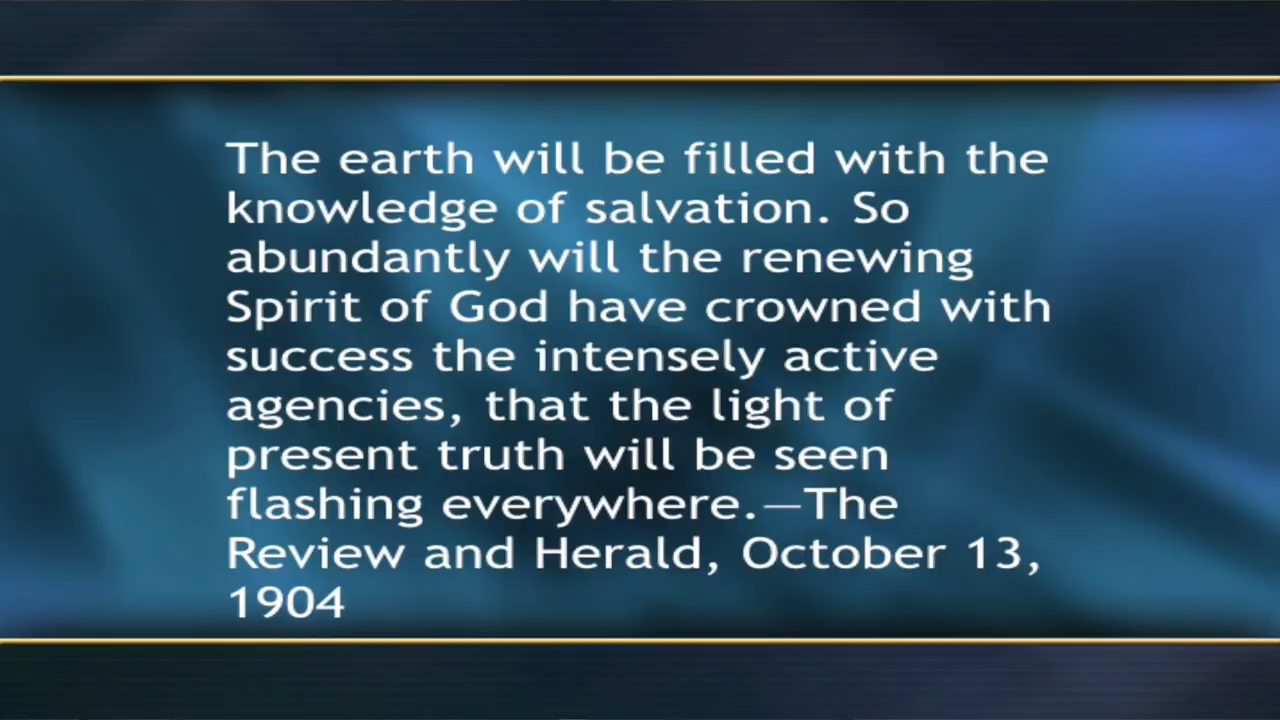 The earth will be filled with the
knowledge of salvation. So
abundantly will the renewing
Spirit of God have crowned with
success the intensely active
agencies, that the light of
present truth will be seen
flashing everywhere.—The
Review and Herald, October 13,
1904